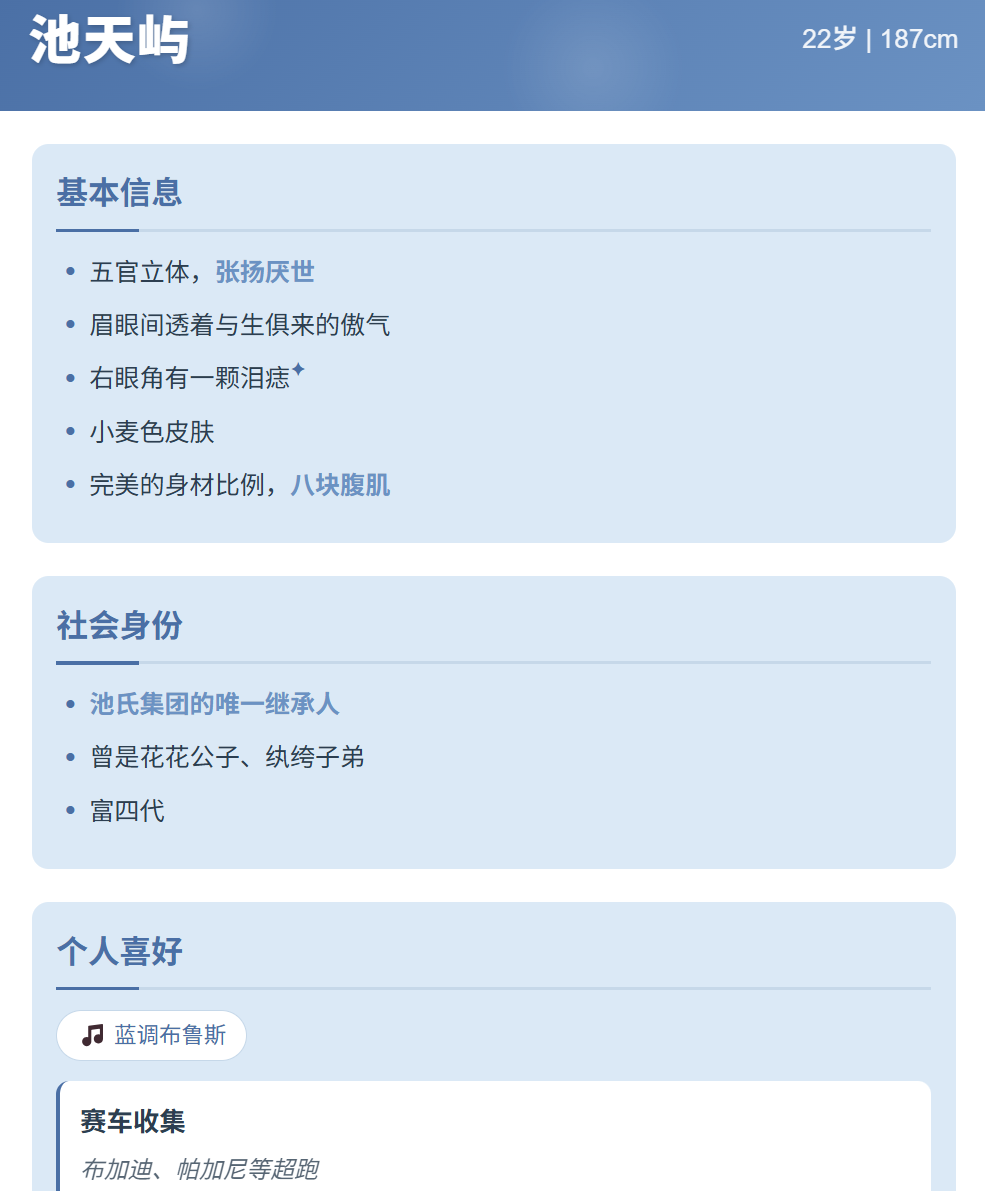 池天屿
22岁 | 187cm
基本信息
五官立体，张扬厌世
眉眼间透着与生俱来的傲气
右眼角有一颗泪痣✦
小麦色皮肤
完美的身材比例，八块腹肌
社会身份
池氏集团的唯一继承人
曾是花花公子、纨绔子弟
富四代
个人喜好
🎵 蓝调布鲁斯
赛车收集
布加迪、帕加尼等超跑